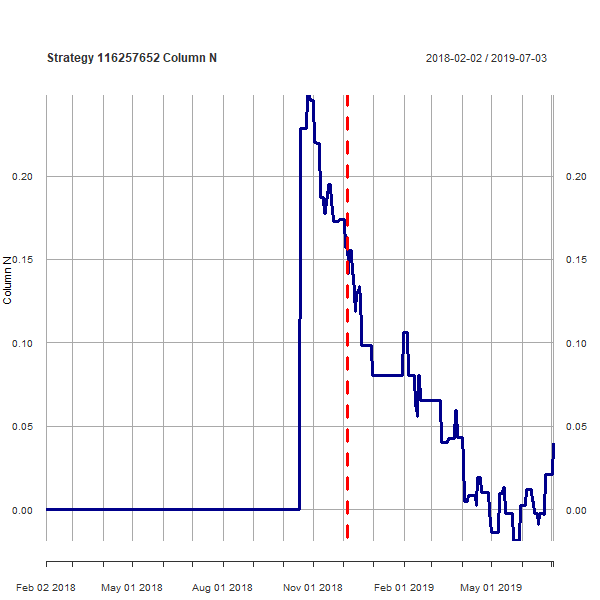 Strategy 116257652 Column N
2018-02-02 / 2019-07-03
Column N
0.20
0.20
0.15
0.15
0.10
0.10
0.05
0.05
0.00
0.00
Feb 02 2018
May 01 2018
Aug 01 2018
Nov 01 2018
Feb 01 2019
May 01 2019